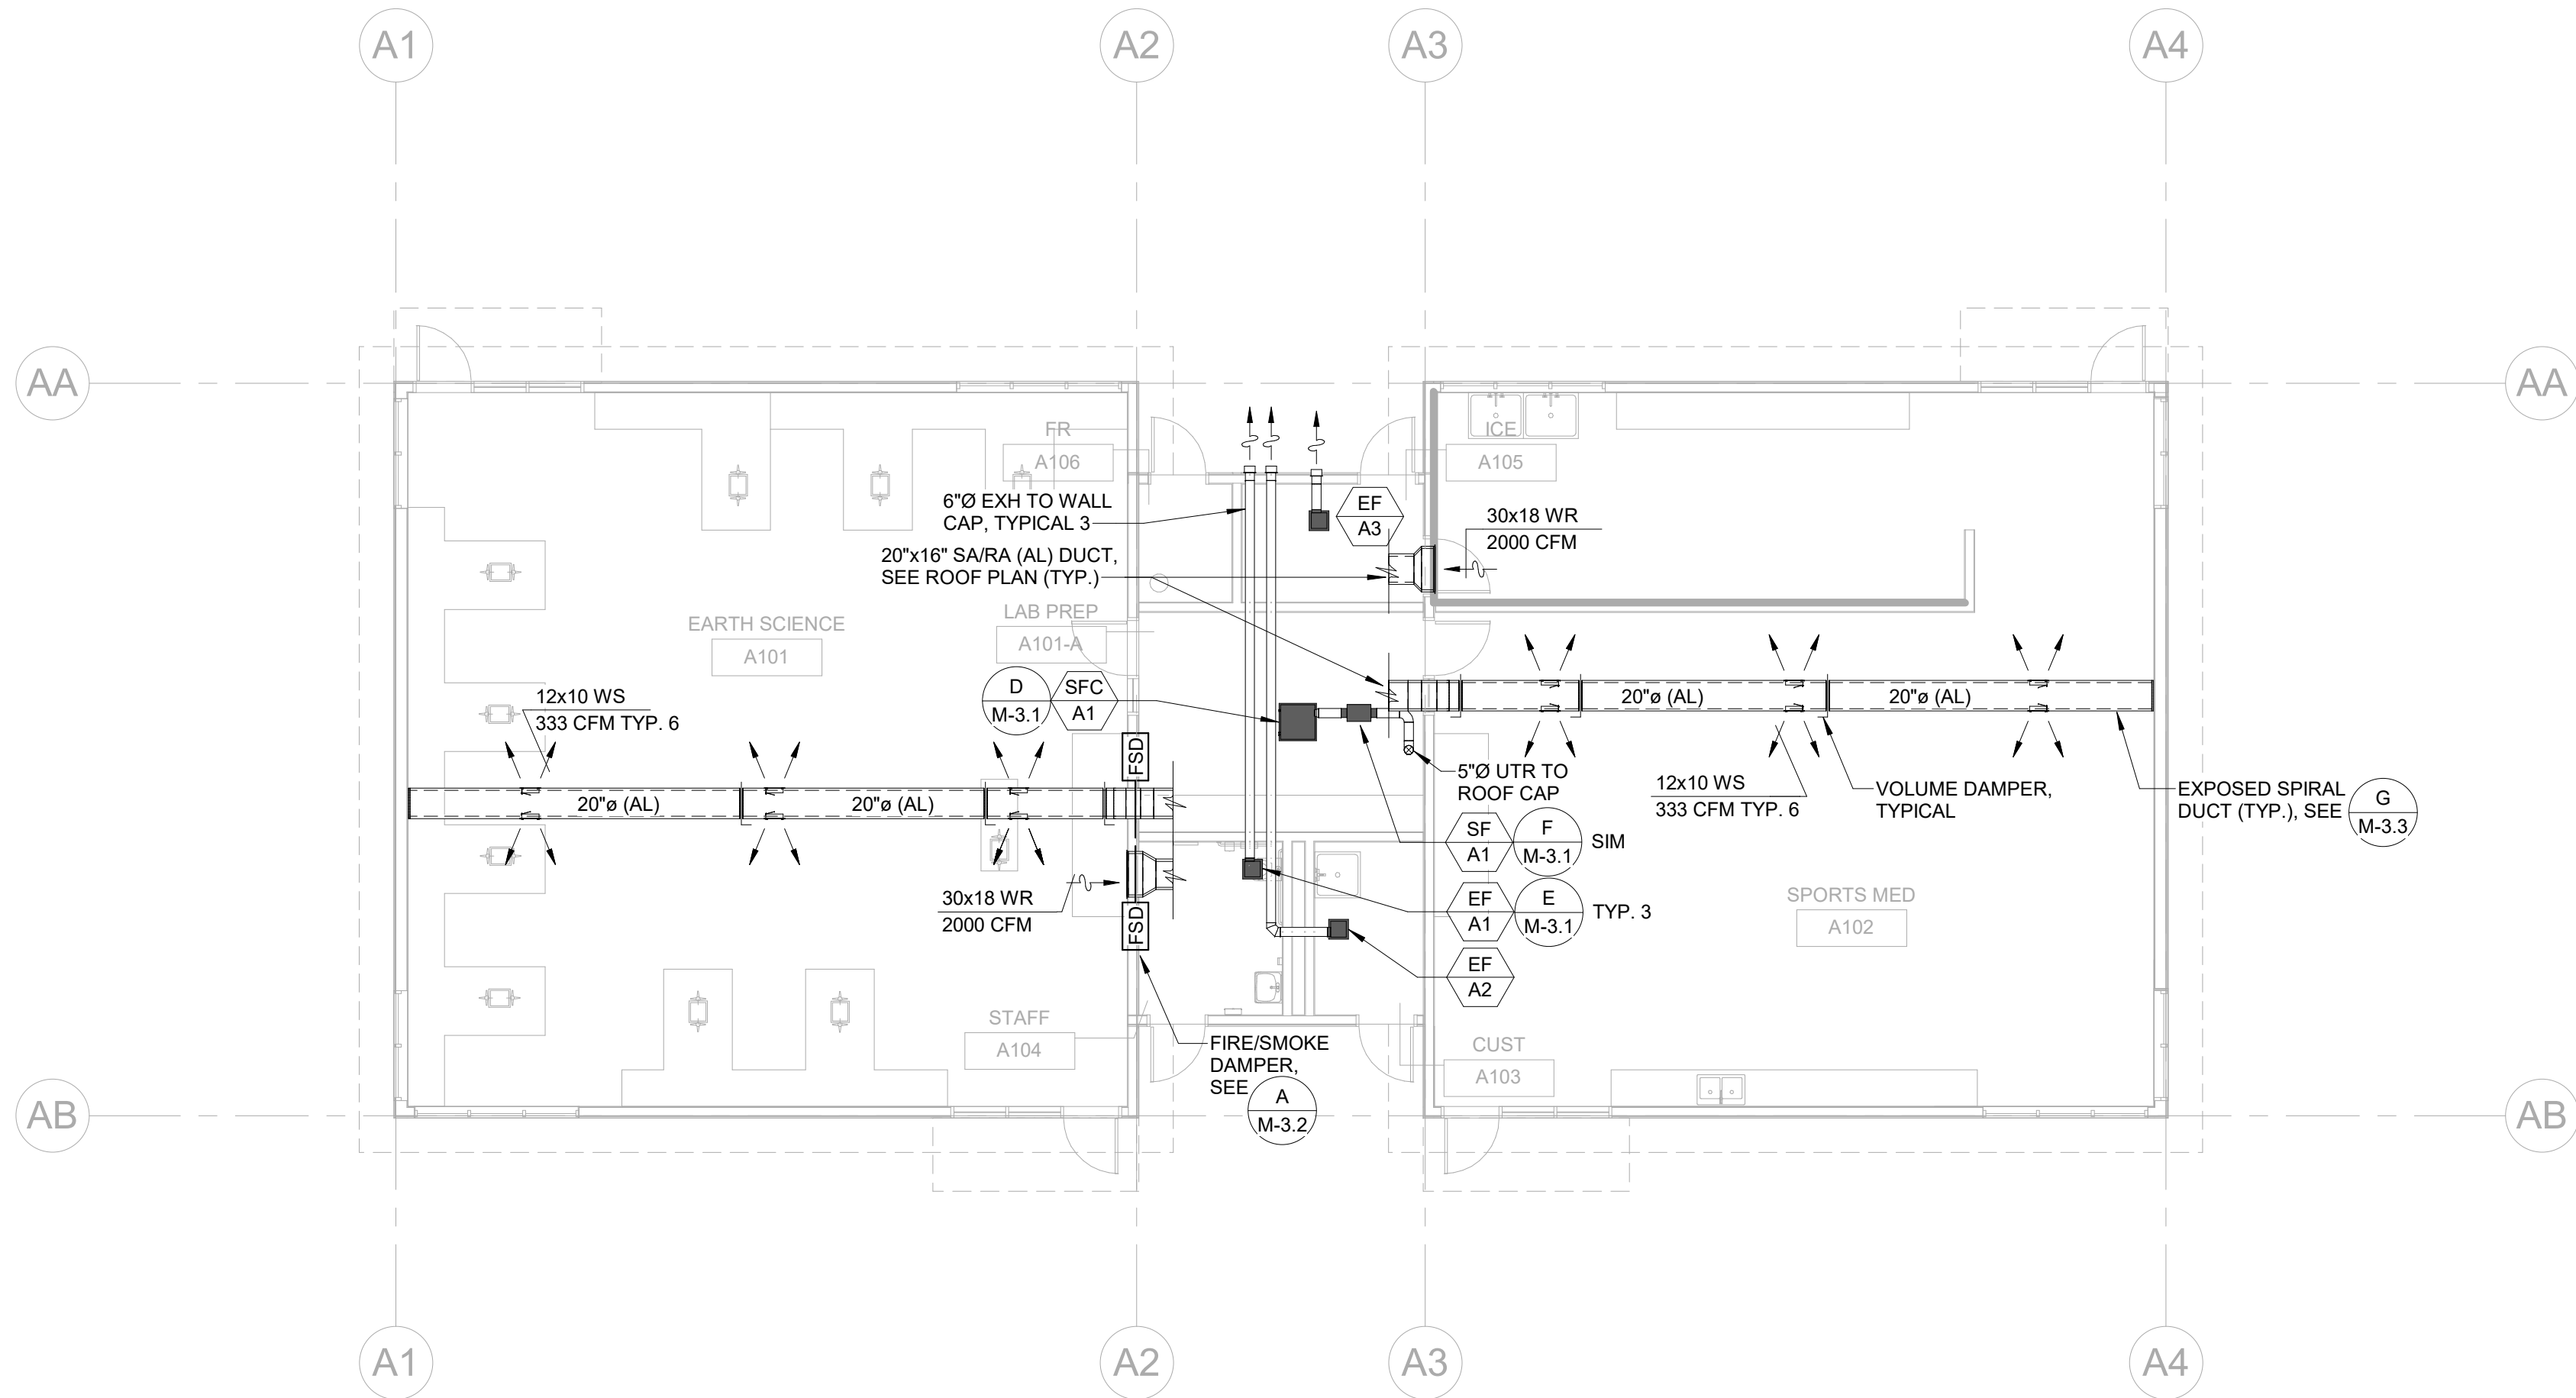 A1
A2
A3
A4
AA
AA
FR
A106
ICE
A105
6"Ø EXH TO WALL
CAP, TYPICAL 3
EF
A3
30x18 WR
2000 CFM
20"x16" SA/RA (AL) DUCT,
SEE ROOF PLAN (TYP.)
EARTH SCIENCE
A101
LAB PREP
A101-A
D
M-3.1
SFC
A1
12x10 WS
333 CFM TYP. 6
20"ø (AL)
20"ø (AL)
FSD
20"ø (AL)
20"ø (AL)
5"Ø UTR TO
ROOF CAP
12x10 WS
333 CFM TYP. 6
VOLUME DAMPER,
TYPICAL
EXPOSED SPIRAL
DUCT (TYP.), SEE
G
M-3.3
SF
A1
F
M-3.1
SIM
30x18 WR
2000 CFM
FSD
EF
A1
E
M-3.1
TYP. 3
SPORTS MED
A102
EF
A2
STAFF
A104
FIRE/SMOKE
DAMPER,
SEE
A
M-3.2
CUST
A103
AB
AB
A1
A2
A3
A4